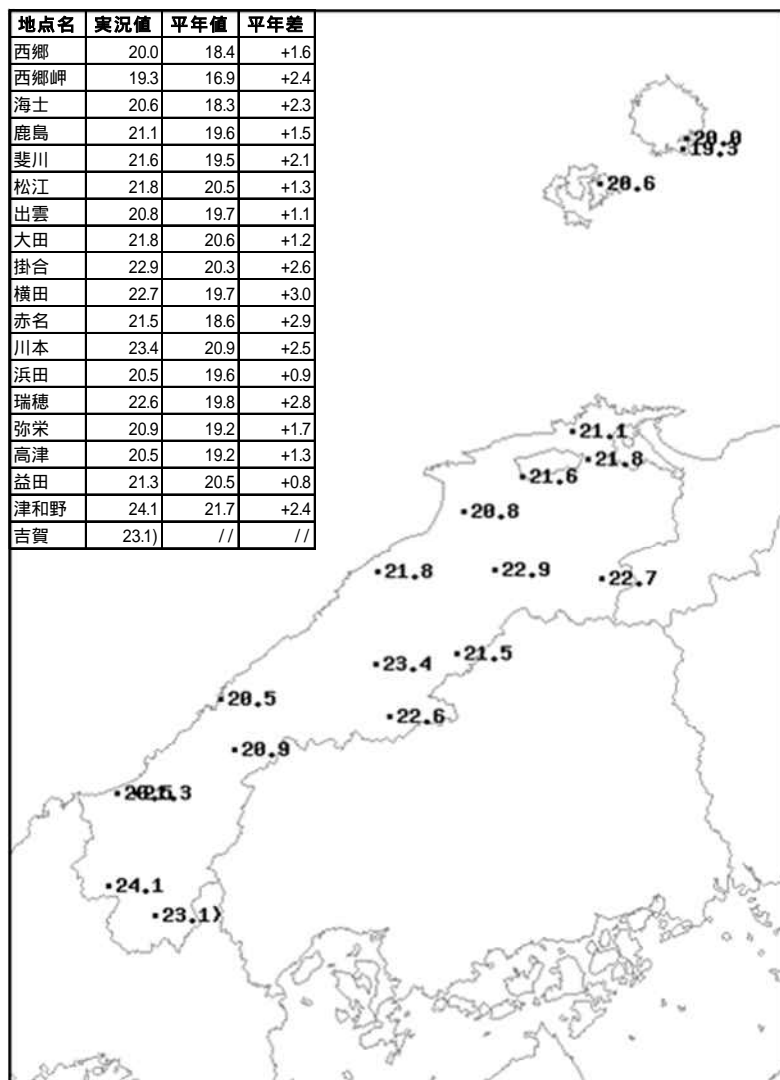 地点名 実況値 平年値 平年差
西郷 20.0 18.4 +1.6
西郷岬 19.3 16.9 +2.4
海士 20.6 18.3 +2.3
鹿島 21.1 19.6 +1.5
斐川 21.6 19.5 +2.1
松江 21.8 20.5 +1.3
出雲 20.8 19.7 +1.1
大田 21.8 20.6 +1.2
掛合 22.9 20.3 +2.6
横田 22.7 19.7 +3.0
赤名 21.5 18.6 +2.9
川本 23.4 20.9 +2.5
浜田 20.5 19.6 +0.9
瑞穂 22.6 19.8 +2.8
弥栄 20.9 19.2 +1.7
高津 20.5 19.2 +1.3
益田 21.3 20.5 +0.8
津和野 24.1 21.7 +2.4
吉賀 23.1) // //
20.0
19.3
20.6
21.1
21.8
21.6
20.8
21.8
22.9
22.7
21.5
23.4
20.5
22.6
20.9
20.5
21.3
24.1
23.1)